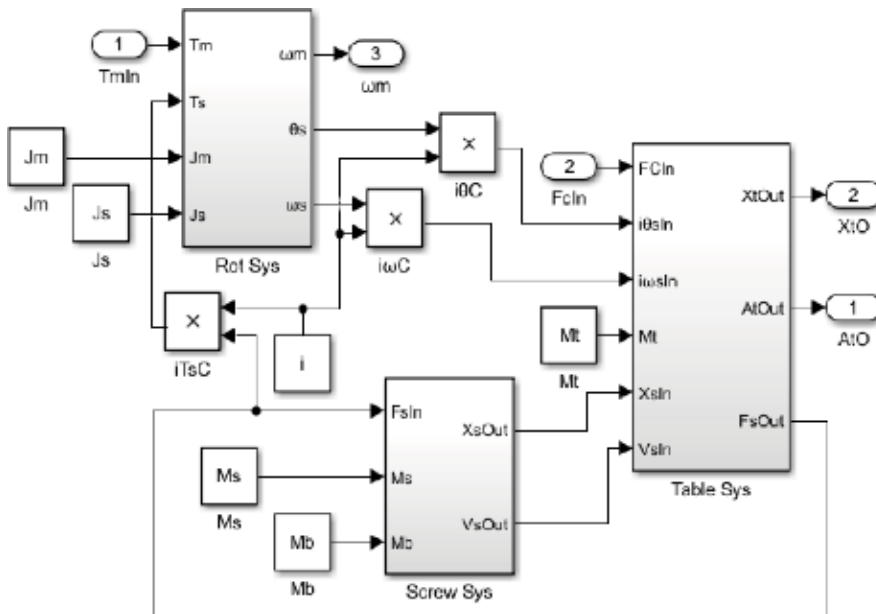 1
TmIn
Tm
Ts
Jm
Js
ωm
θs
ωs
Rot Sys
3
ωm
Jm
Jm
Js
Js
×
iθC
×
iωC
×
iTsC
i
2
FcIn
Mt
Mt
FCIn
iθsIn
iωsIn
Mt
XsIn
VsIn
XtOut
AtOut
FsOut
Table Sys
2
XtO
1
AtO
Ms
Ms
Mb
Mb
FsIn
Ms
Mb
XsOut
VsOut
Screw Sys